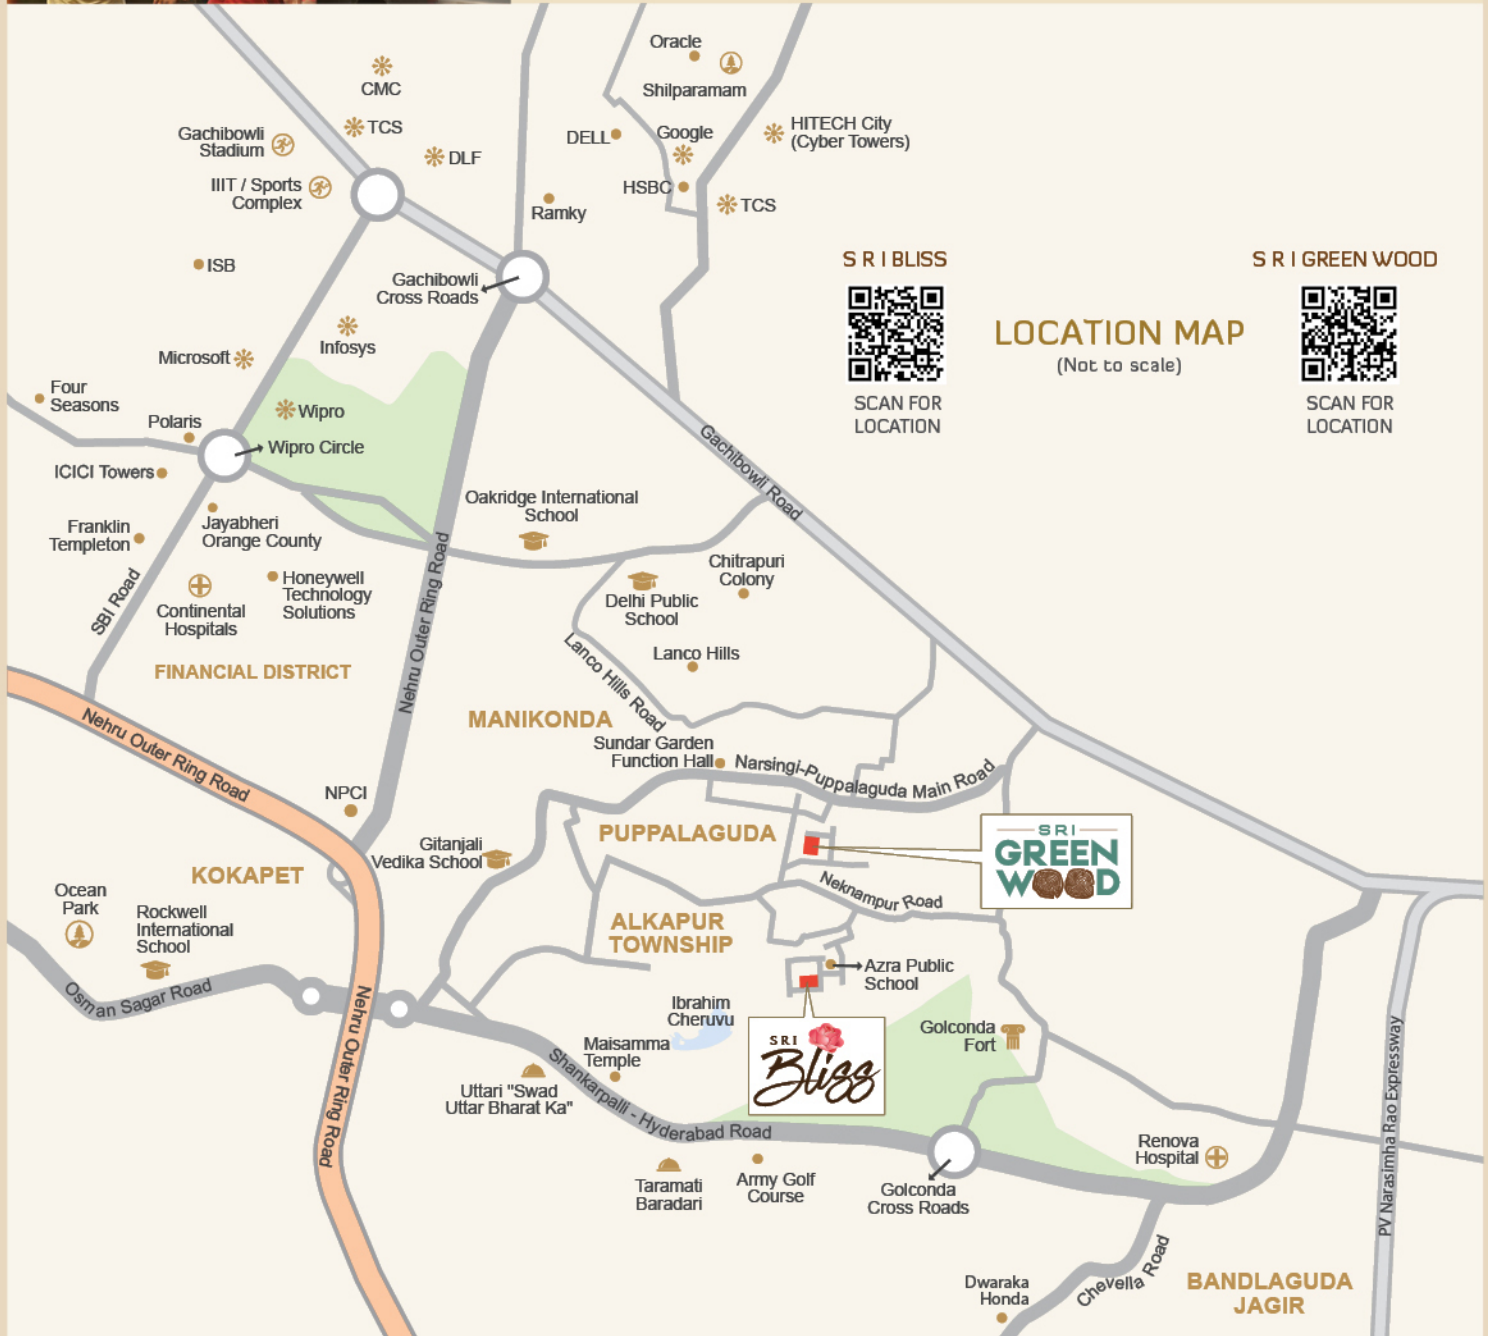 Oracle
Shilparamam
CMC
TCS
Gachibowli
Stadium
DLF
IIIT / Sports
Complex
DELL
Google
HSBC
HITECH City
(Cyber Towers)
TCS
Ramky
ISB
Gachibowli
Cross Roads
S R I BLISS
SCAN FOR
LOCATION
LOCATION MAP
(Not to scale)
S R I GREEN WOOD
SCAN FOR
LOCATION
Infosys
Microsoft
Four
Seasons
Polaris
Wipro
Wipro Circle
ICICI Towers
Gachibowli Road
Franklin
Templeton
Jayabheri
Orange County
Oakridge International
School
SBI Road
Continental
Hospitals
Honeywell
Technology
Solutions
Nehru Outer Ring Road
Delhi Public
School
Chitrapuri
Colony
Lanco Hills
Lanco Hills Road
FINANCIAL DISTRICT
MANIKONDA
Nehru Outer Ring Road
Sundar Garden
Function Hall
Narsingi-Puppalaguda Main Road
NPCI
PUPPALAGUDA
SRI
GREEN
WOOD
Gitanjali
Vedika School
KOKAPET
Neknampur Road
Ocean
Park
Rockwell
International
School
ALKAPUR
TOWNSHIP
Azra Public
School
Osman Sagar Road
Nehru Outer Ring Road
Ibrahim
Cheruvu
Golconda
Fort
SRI
Bliss
Maisamma
Temple
Uttari "Swad
Uttar Bharat Ka"
Shankarpalli - Hyderabad Road
PV Narasimha Rao Expressway
Renova
Hospital
Taramati
Baradari
Army Golf
Course
Golconda
Cross Roads
Chevella Road
Dwaraka
Honda
BANDLAGUDA
JAGIR